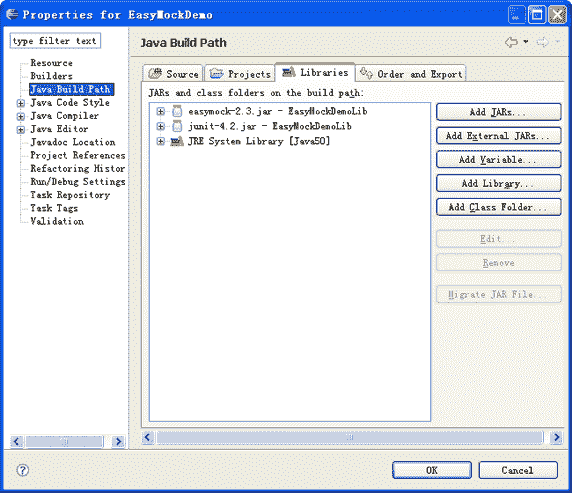 Properties for EasyMockDemo
type filter text
Java Build Path
Resource
Builders
Java Build Path
Java Code Style
Java Compiler
Java Editor
Javadoc Location
Project References
Refactoring Histor
Run/Debug Settings
Task Repository
Task Tags
Validation
Source
Projects
Libraries
Order and Export
JARs and class folders on the build path:
easymock-2.3.jar - EasyMockDemoLib
junit-4.2.jar - EasyMockDemoLib
JRE System Library [Java50]
Add JARs...
Add External JARs...
Add Variable...
Add Library...
Add Class Folder...
Edit...
Remove
Migrate JAR File...
OK
Cancel